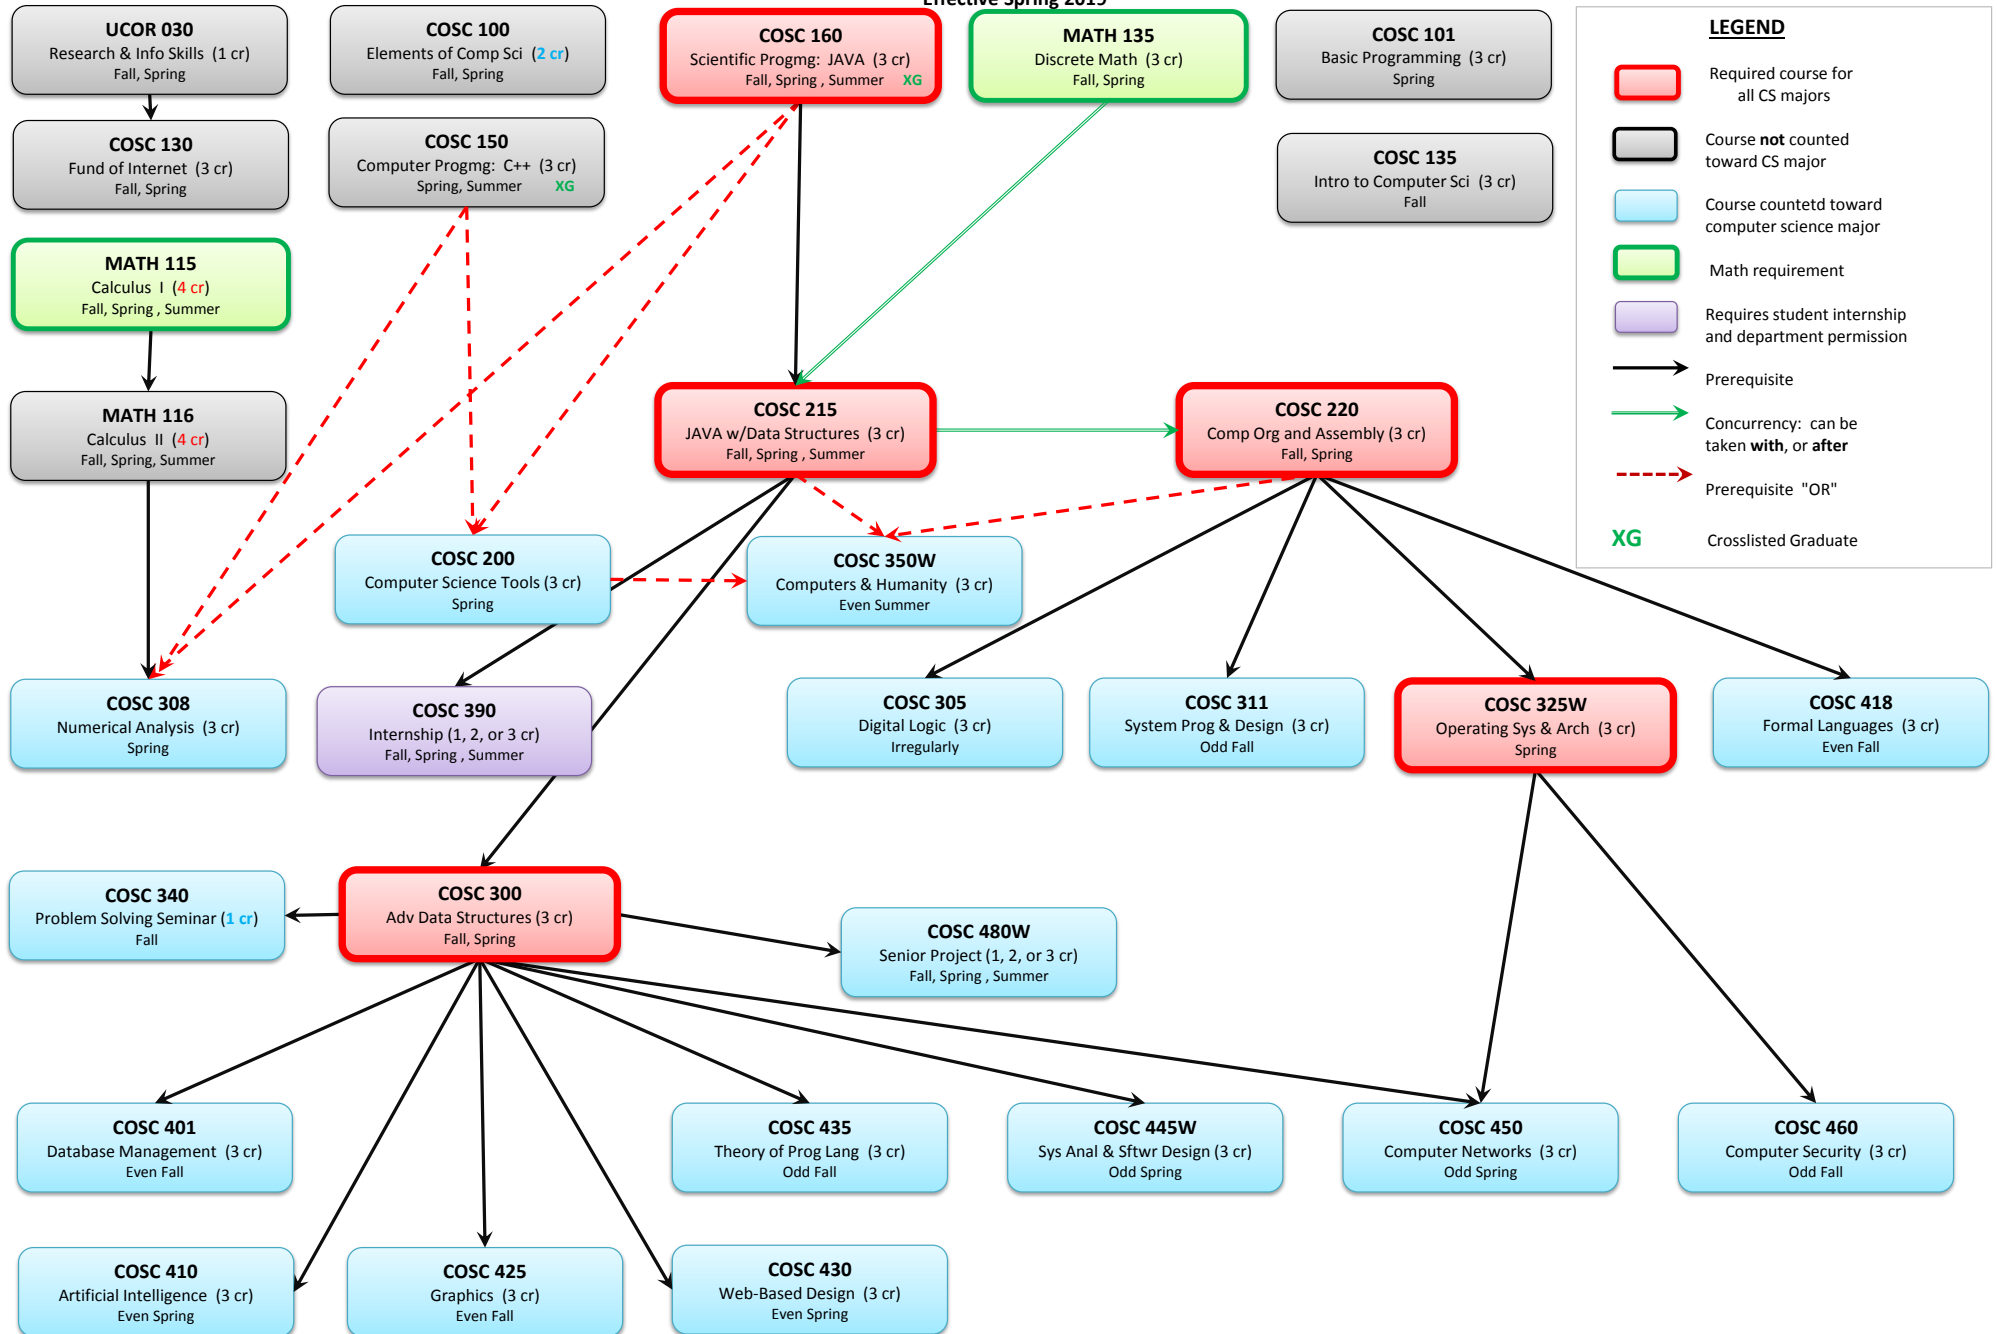 Effective Spring 2019
UCOR 030
Research & Info Skills (1 cr)
Fall, Spring
COSC 100
Elements of Comp Sci (2 cr)
Fall, Spring
COSC 160
Scientific Progmg: JAVA (3 cr)
Fall, Spring , Summer XG
MATH 135
Discrete Math (3 cr)
Fall, Spring
COSC 101
Basic Programming (3 cr)
Spring
COSC 130
Fund of Internet (3 cr)
Fall, Spring
COSC 150
Computer Progmg: C++ (3 cr)
Spring, Summer XG
COSC 135
Intro to Computer Sci (3 cr)
Fall
MATH 115
Calculus I (4 cr)
Fall, Spring , Summer
MATH 116
Calculus II (4 cr)
Fall, Spring, Summer
COSC 215
JAVA w/Data Structures (3 cr)
Fall, Spring , Summer
COSC 220
Comp Org and Assembly (3 cr)
Fall, Spring
COSC 200
Computer Science Tools (3 cr)
Spring
COSC 350W
Computers & Humanity (3 cr)
Even Summer
COSC 308
Numerical Analysis (3 cr)
Spring
COSC 390
Internship (1, 2, or 3 cr)
Fall, Spring , Summer
COSC 305
Digital Logic (3 cr)
Irregularly
COSC 311
System Prog & Design (3 cr)
Odd Fall
COSC 325W
Operating Sys & Arch (3 cr)
Spring
COSC 418
Formal Languages (3 cr)
Even Fall
COSC 340
Problem Solving Seminar (1 cr)
Fall
COSC 300
Adv Data Structures (3 cr)
Fall, Spring
COSC 480W
Senior Project (1, 2, or 3 cr)
Fall, Spring , Summer
COSC 401
Database Management (3 cr)
Even Fall
COSC 435
Theory of Prog Lang (3 cr)
Odd Fall
COSC 445W
Sys Anal & Sftwr Design (3 cr)
Odd Spring
COSC 450
Computer Networks (3 cr)
Odd Spring
COSC 460
Computer Security (3 cr)
Odd Fall
COSC 410
Artificial Intelligence (3 cr)
Even Spring
COSC 425
Graphics (3 cr)
Even Fall
COSC 430
Web-Based Design (3 cr)
Even Spring
LEGEND
Required course for
all CS majors
Course not counted
toward CS major
Course countetd toward
computer science major
Math requirement
Requires student internship
and department permission
Prerequisite
Concurrency: can be
taken with, or after
Prerequisite "OR"
XG Crosslisted Graduate